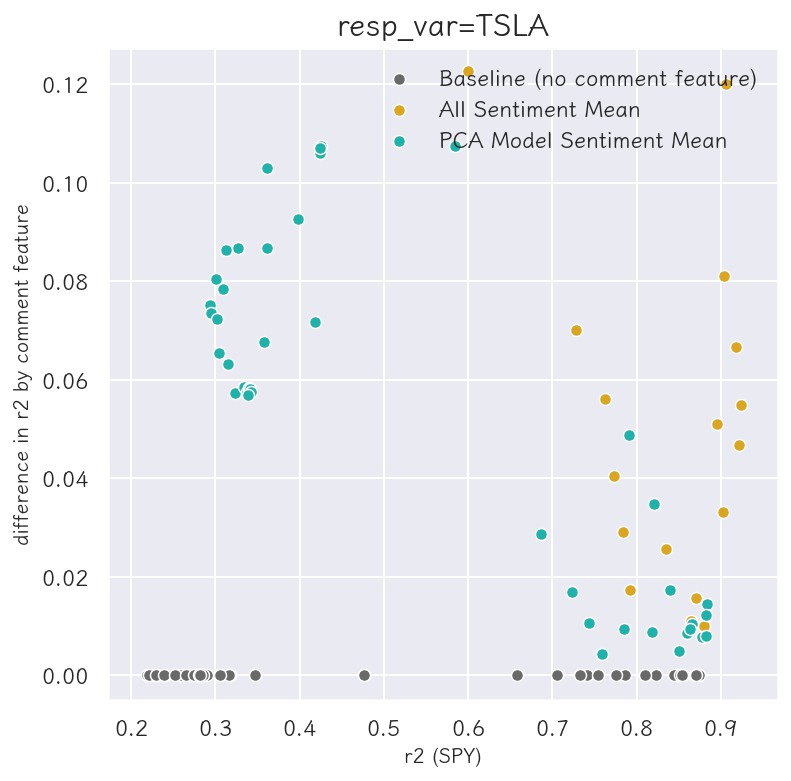 resp_var=TSLA
Baseline (no comment feature)
All Sentiment Mean
PCA Model Sentiment Mean
difference in r2 by comment feature
0.12
0.10
0.08
0.06
0.04
0.02
0.00
0.2 0.3 0.4 0.5 0.6 0.7 0.8 0.9
r2 (SPY)